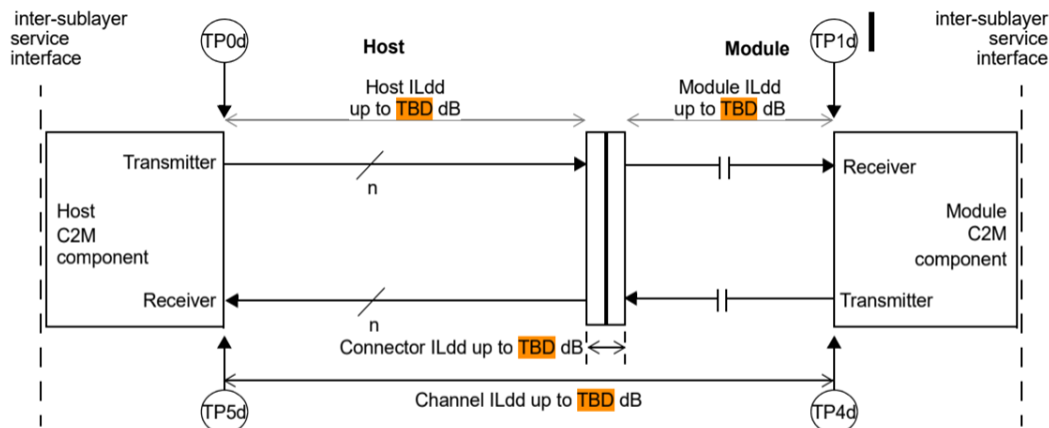 inter-sublayer
service
interface
TP0d
Host
Module
TP1d
inter-sublayer
service
interface
Host ILdd
up to TBD dB
Module ILdd
up to TBD dB
Transmitter
n
Receiver
Host
C2M
component
Module
C2M
component
Receiver
n
Transmitter
Connector ILdd up to TBD dB
Channel ILdd up to TBD dB
TP5d
TP4d